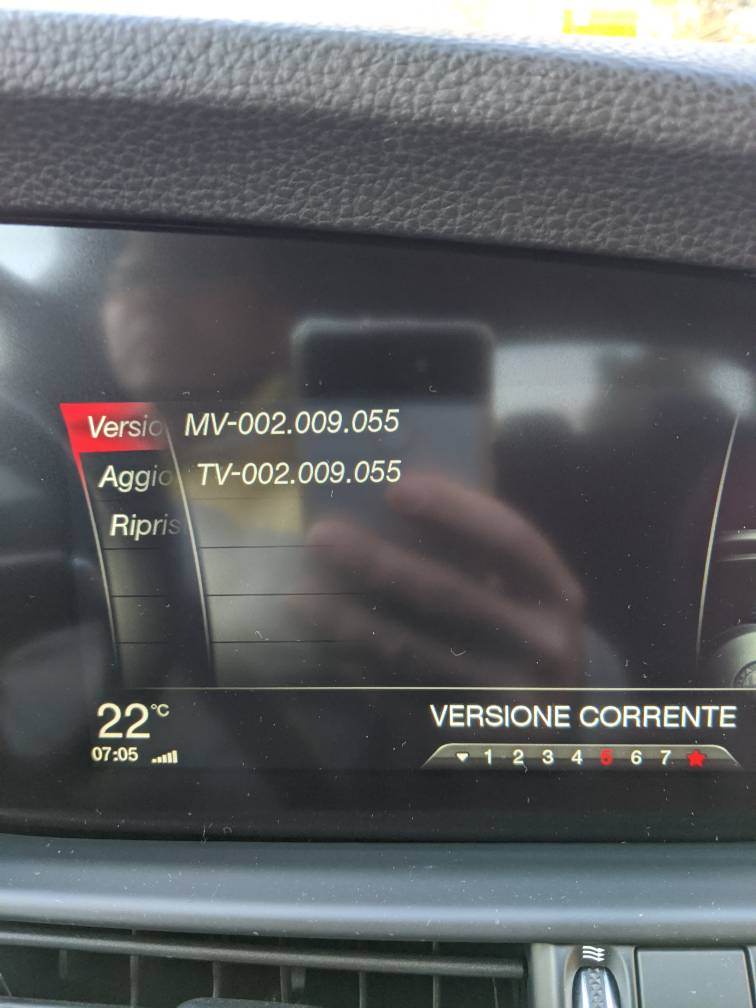 Versio MV-002.009.055
Aggio TV-002.009.055
Ripris
22°C
VERSIONE CORRENTE
07:05
1 2 3 4 5 6 7